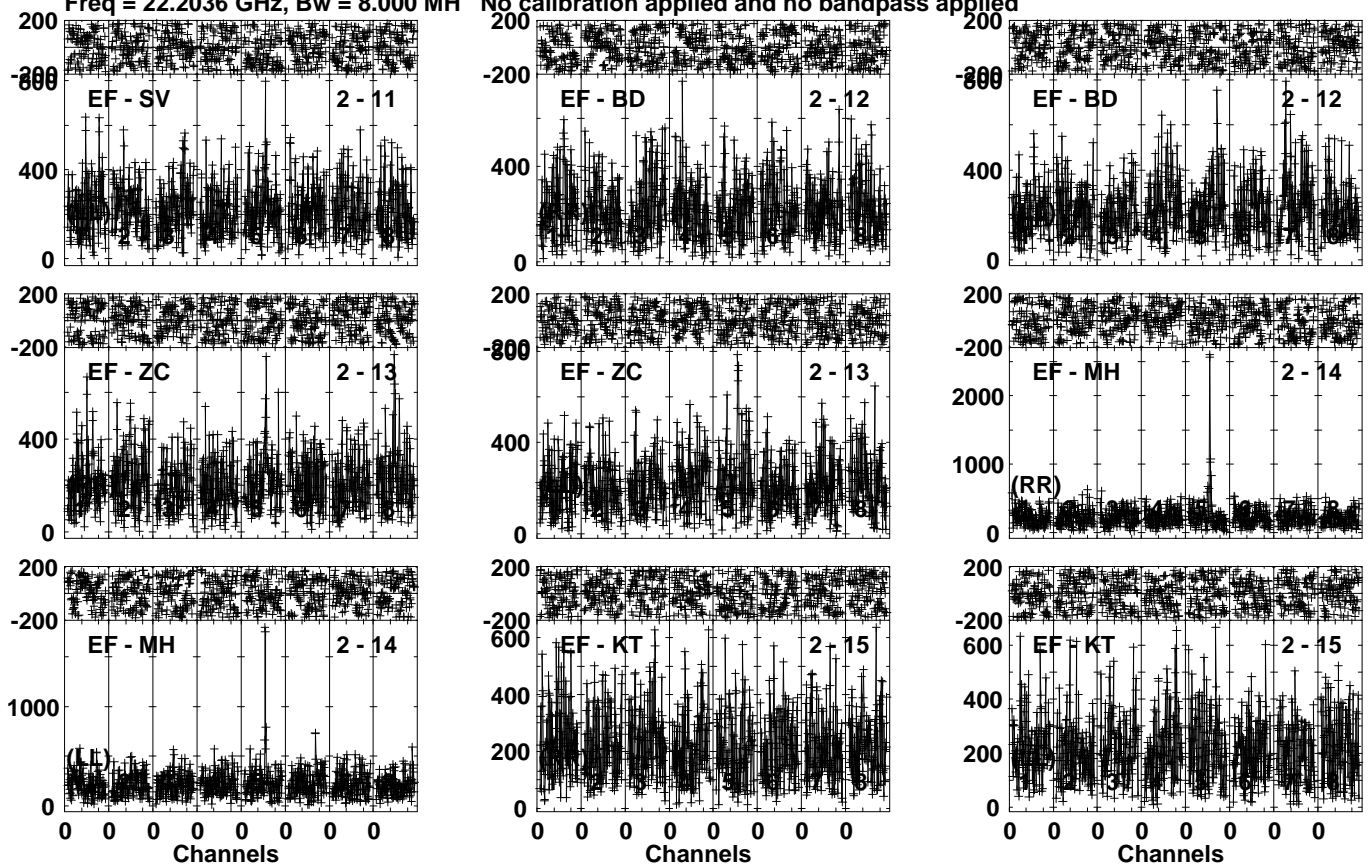 Freq = 22.2036 GHz, Bw = 8.000 MH No calibration applied and no bandpass applied
200 200 200
-200 -200 -200
800 800
EF - SV 2 - 11 EF - BD 2 - 12 EF - BD 2 - 12
400 400 400
0 0 0
200 200 200
-200 -200 -200
800
EF - ZC 2 - 13 EF - ZC 2 - 13 EF - MH 2 - 14
2000
400 400 1000
(RR)
0 0 0
200 200 200
-200 -200 -200
EF - MH 2 - 14 EF - KT 2 - 15 EF - KT 2 - 15
600 600
1000 400 400
(LL) 200 200
0 0 0
0 0 0 0 0 0 0 0 0 0 0 0 0 0 0 0 0 0 0 0 0 0 0 0
Channels Channels Channels